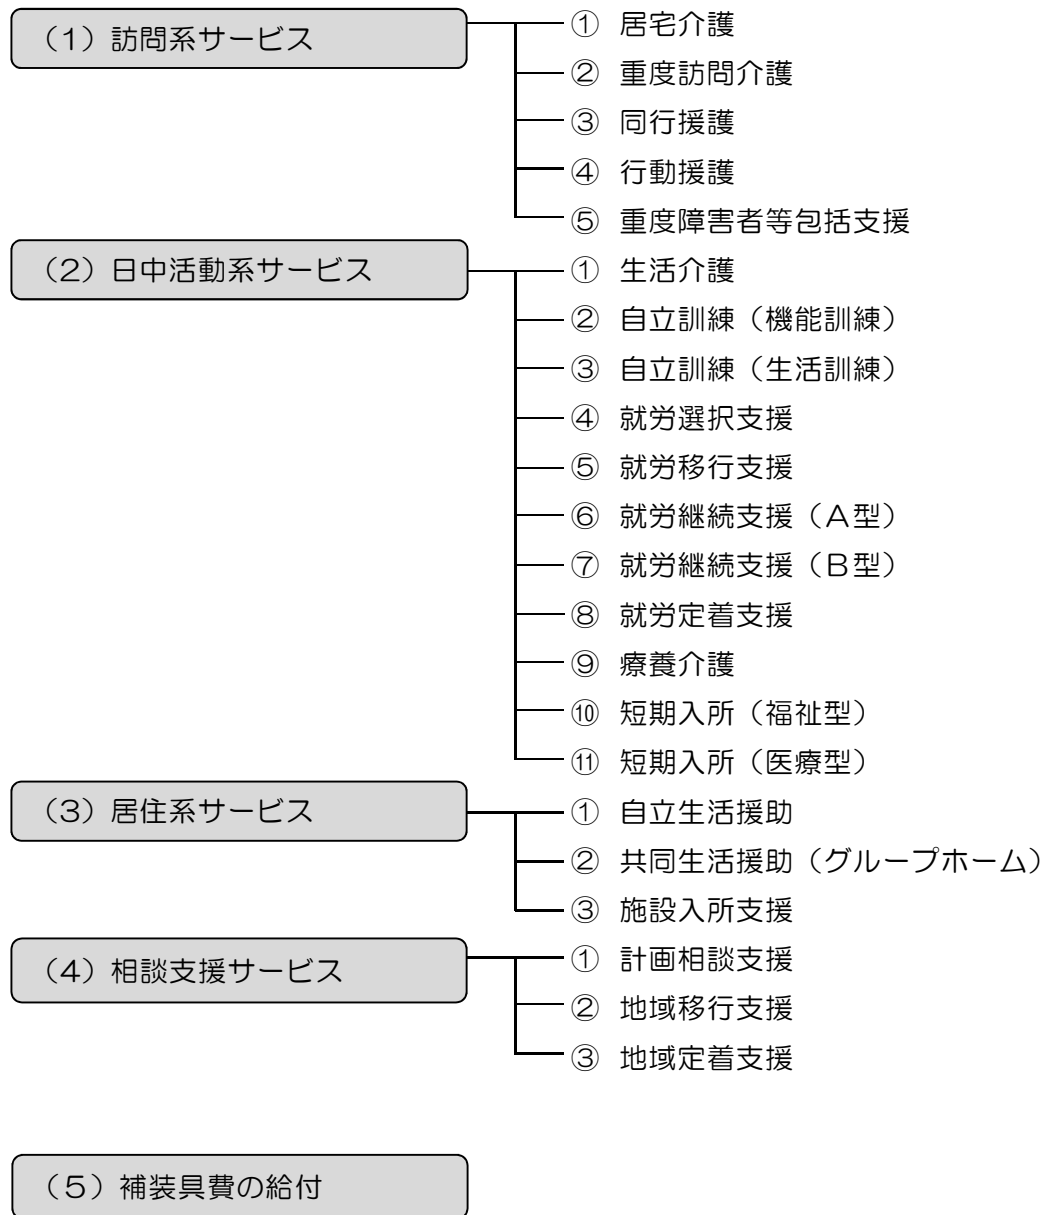 （1）訪問系サービス
① 居宅介護
② 重度訪問介護
③ 同行援護
④ 行動援護
⑤ 重度障害者等包括支援
（2）日中活動系サービス
① 生活介護
② 自立訓練（機能訓練）
③ 自立訓練（生活訓練）
④ 就労選択支援
⑤ 就労移行支援
⑥ 就労継続支援（A型）
⑦ 就労継続支援（B型）
⑧ 就労定着支援
⑨ 療養介護
⑩ 短期入所（福祉型）
⑪ 短期入所（医療型）
（3）居住系サービス
① 自立生活援助
② 共同生活援助（グループホーム）
③ 施設入所支援
（4）相談支援サービス
① 計画相談支援
② 地域移行支援
③ 地域定着支援
（5）補装具費の給付